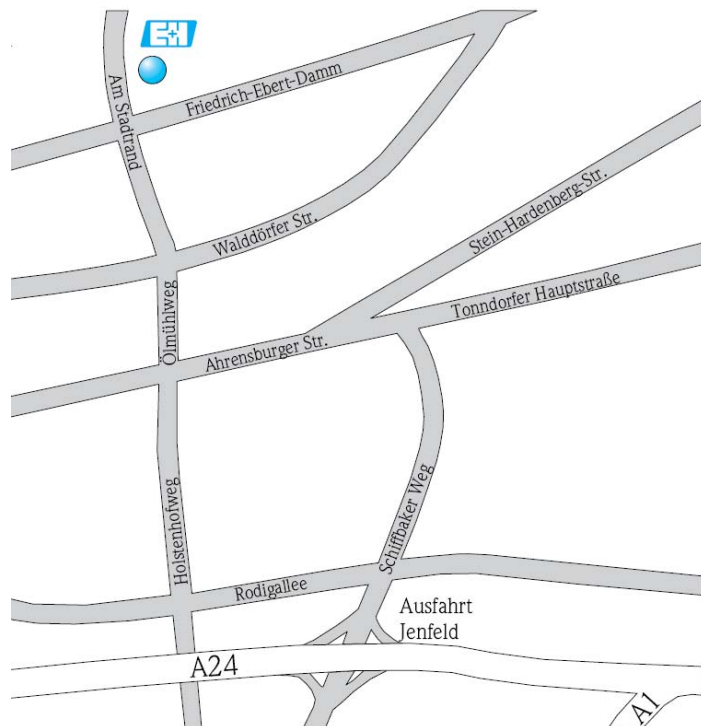 E+H
Friedrich-Ebert-Damm
Am Stadtrand
Stein-Hardenberg-Str.
Walddörfer Str.
Tonndorfer Hauptstraße
Ölmühlweg
Ahrensburger Str.
Schiffbaker Weg
Holstenhofweg
Rodigallee
Ausfahrt
Jenfeld
A24
A1